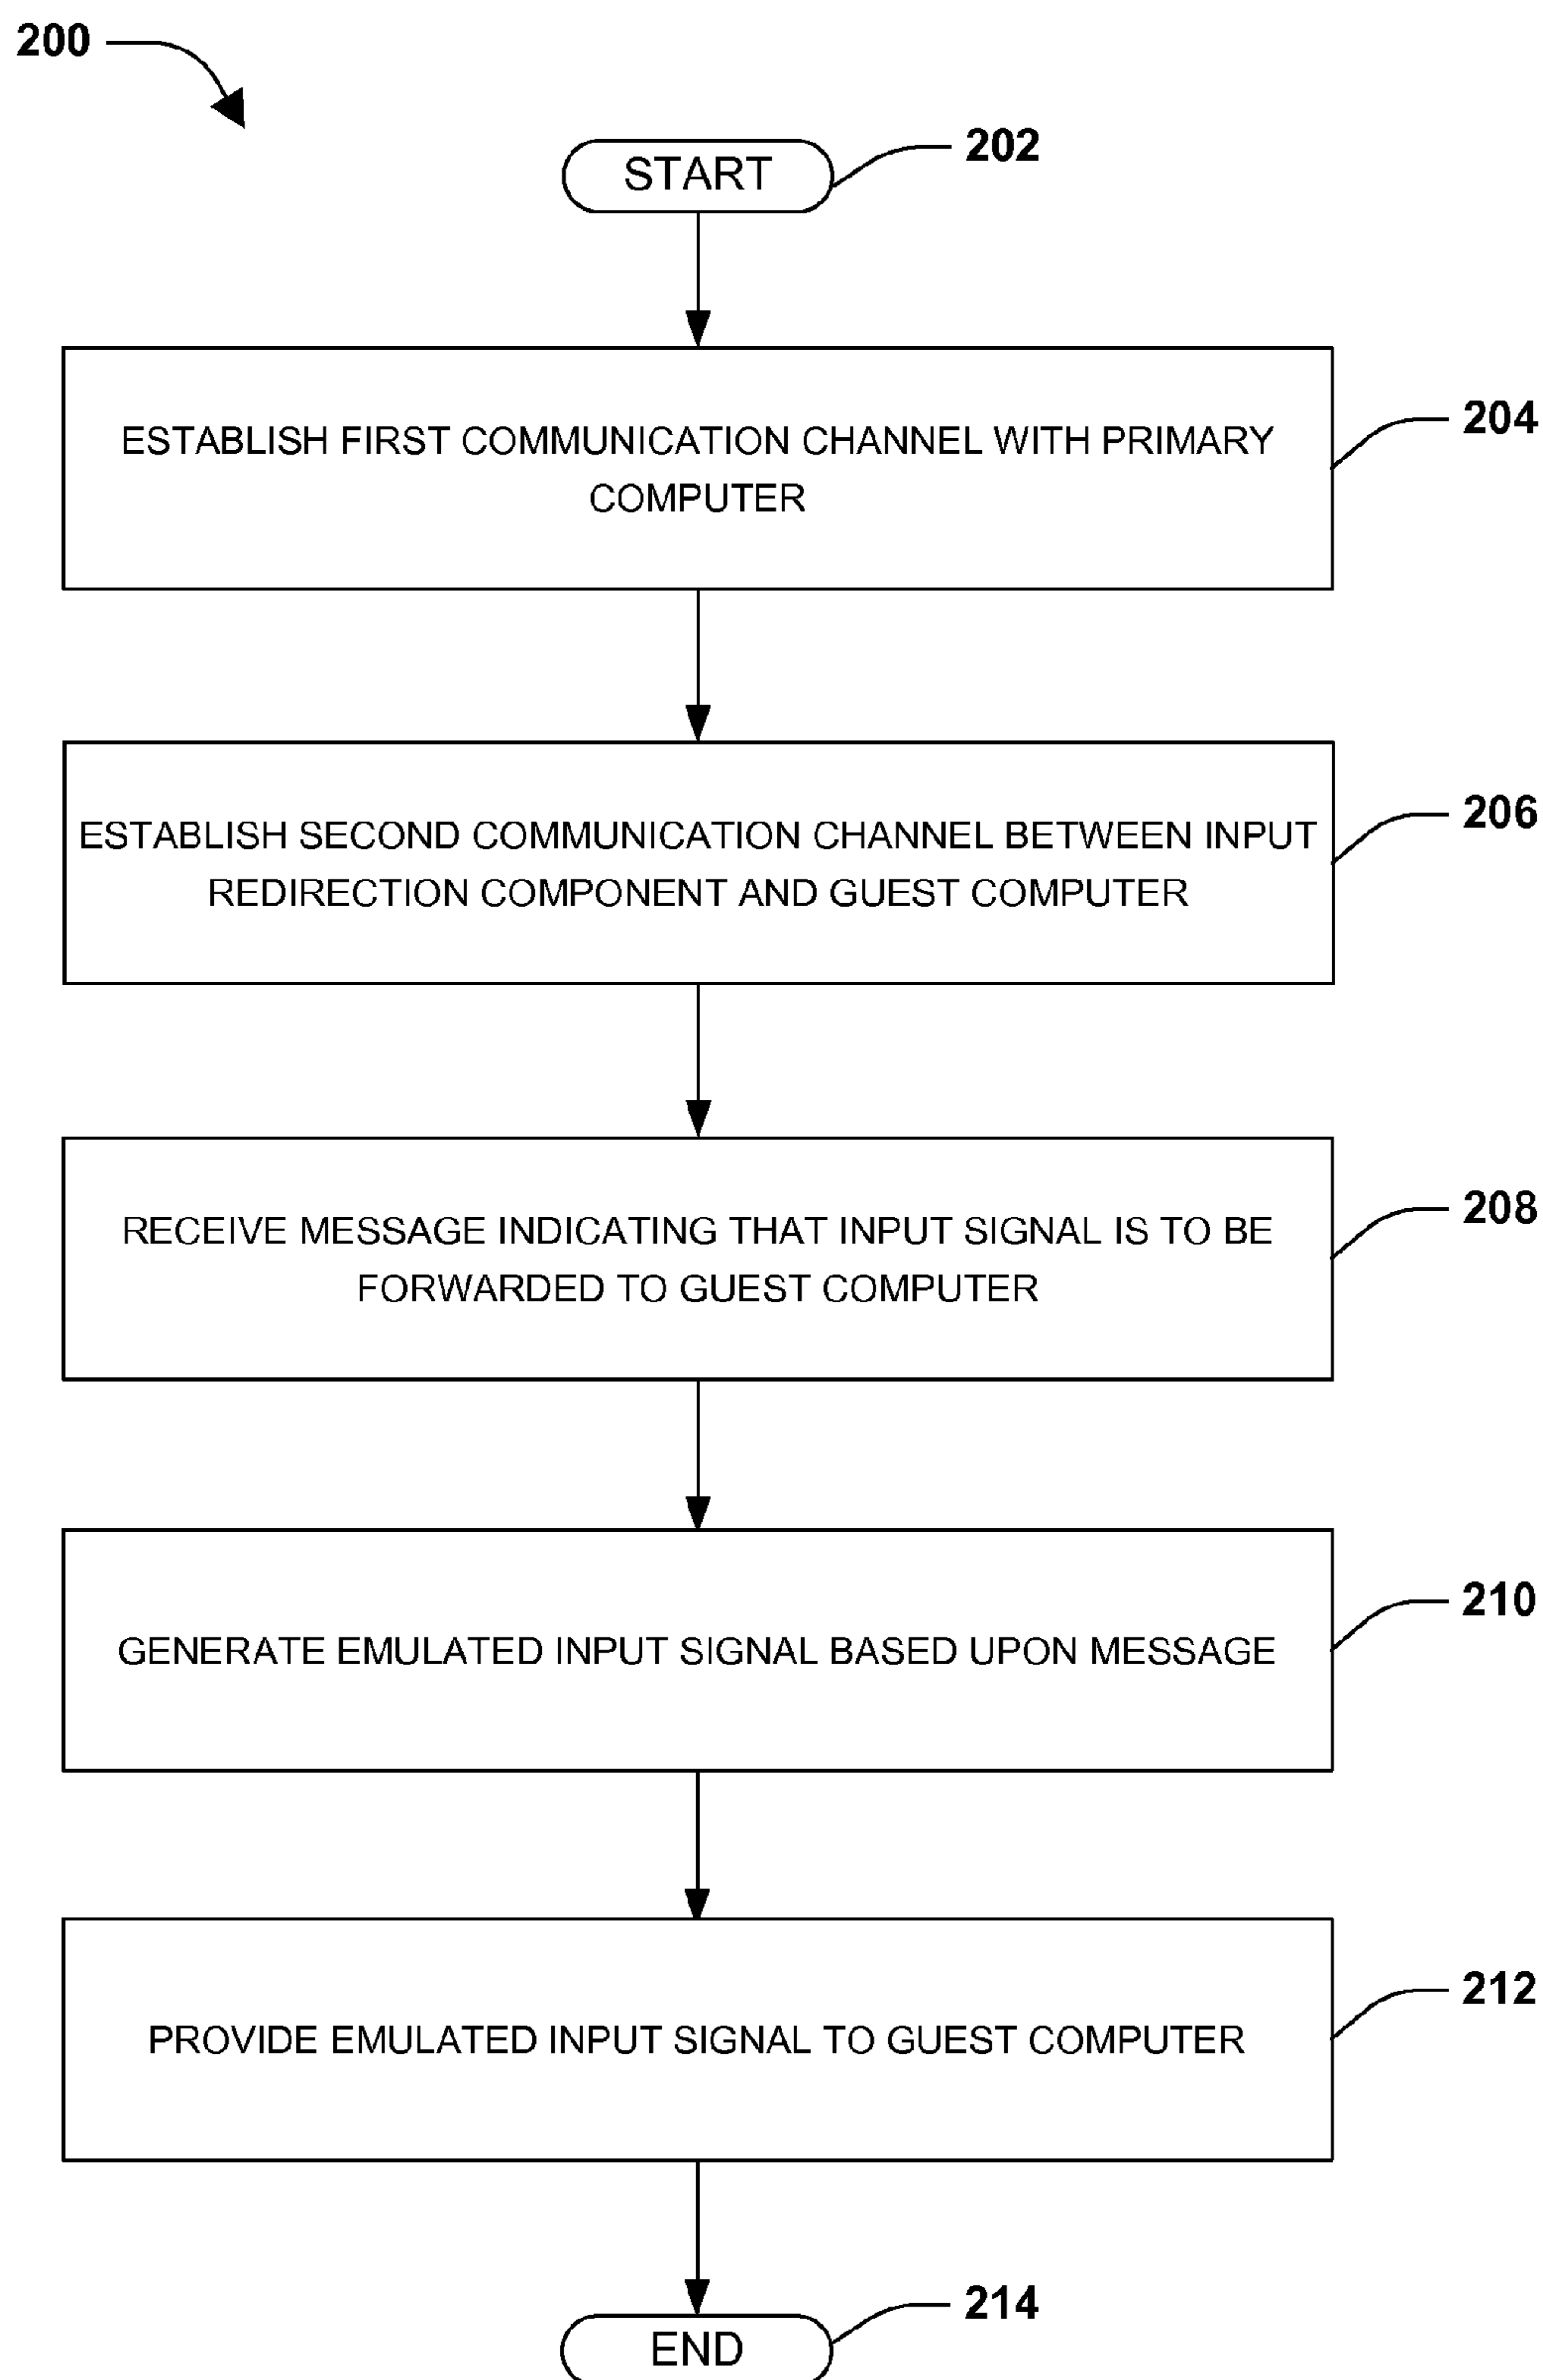 200
START
202
ESTABLISH FIRST COMMUNICATION CHANNEL WITH PRIMARY
COMPUTER
204
ESTABLISH SECOND COMMUNICATION CHANNEL BETWEEN INPUT
REDIRECTION COMPONENT AND GUEST COMPUTER
206
RECEIVE MESSAGE INDICATING THAT INPUT SIGNAL IS TO BE
FORWARDED TO GUEST COMPUTER
208
GENERATE EMULATED INPUT SIGNAL BASED UPON MESSAGE
210
PROVIDE EMULATED INPUT SIGNAL TO GUEST COMPUTER
212
END
214